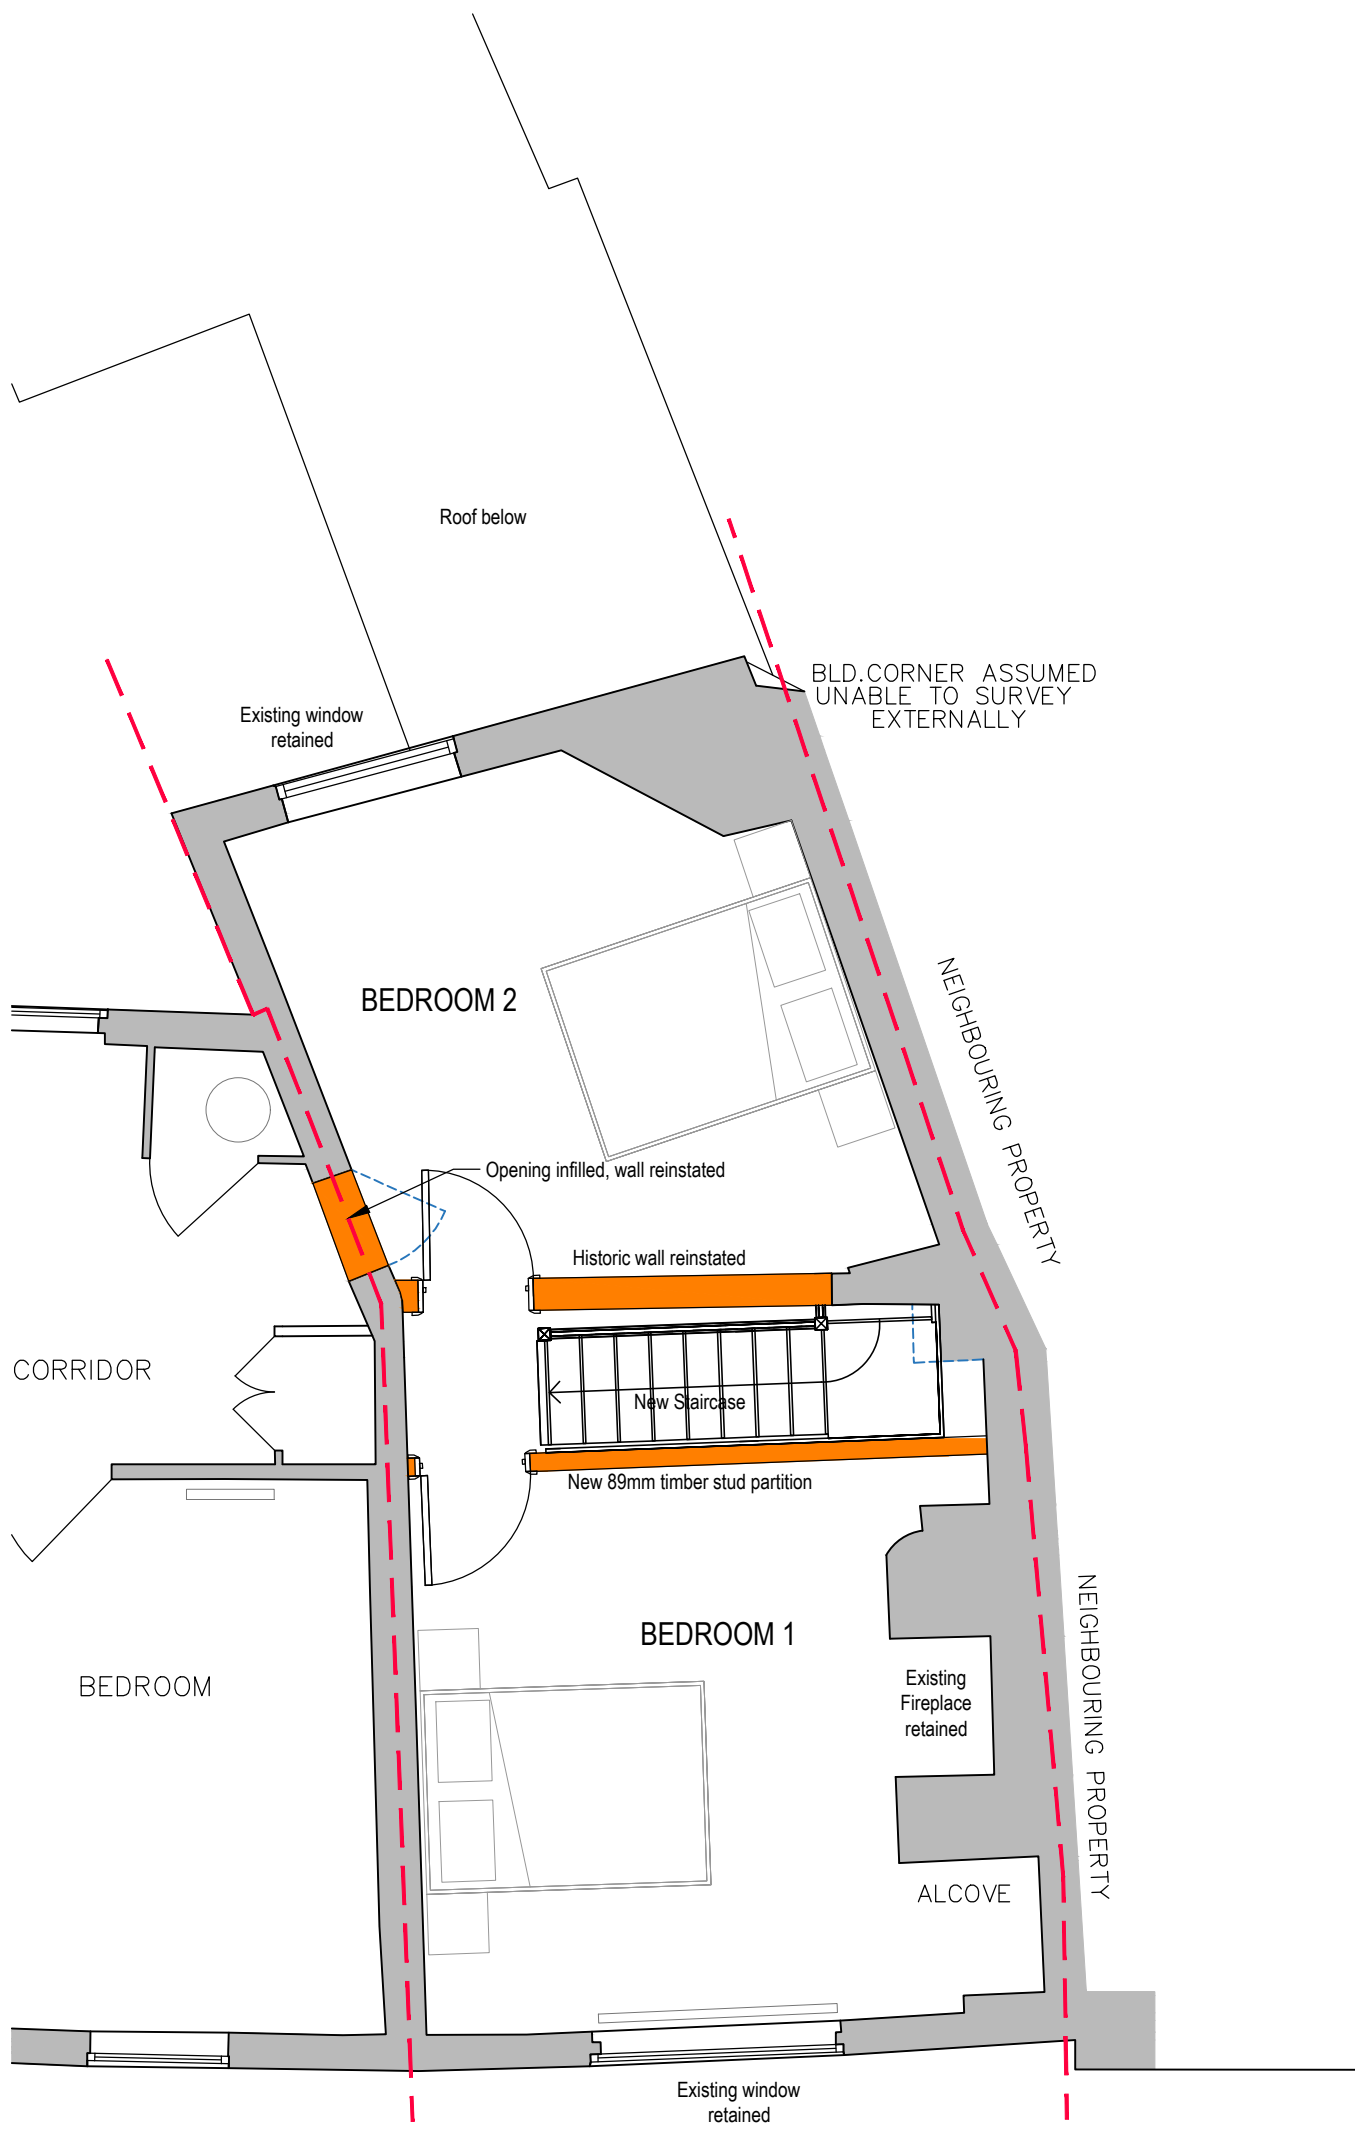 Roof below
BLD.CORNER ASSUMED
UNABLE TO SURVEY
EXTERNALLY
Existing window
retained
BEDROOM 2
NEIGHBOURING PROPERTY
Opening infilled, wall reinstated
Historic wall reinstated
CORRIDOR
New Staircase
New 89mm timber stud partition
BEDROOM 1
NEIGHBOURING PROPERTY
BEDROOM
Existing
Fireplace
retained
ALCOVE
Existing window
retained